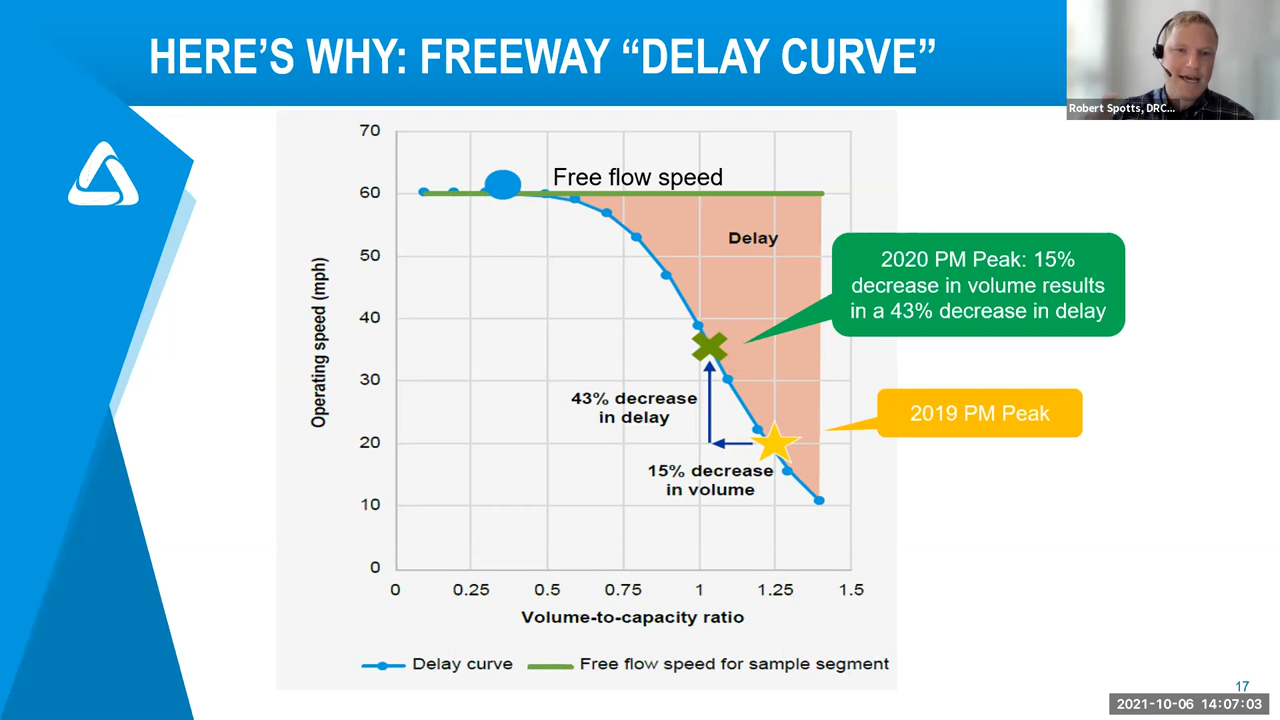 HERE’S WHY: FREEWAY “DELAY CURVE”
Robert Spotts, DRC...
70
60
50
40
30
20
10
0
Operating speed (mph)
Free flow speed
Delay
2020 PM Peak: 15%
decrease in volume results
in a 43% decrease in delay
43% decrease
in delay
2019 PM Peak
15% decrease
in volume
0 0.25 0.5 0.75 1 1.25 1.5
Volume-to-capacity ratio
Delay curve Free flow speed for sample segment
17
2021-10-06 14:07:03